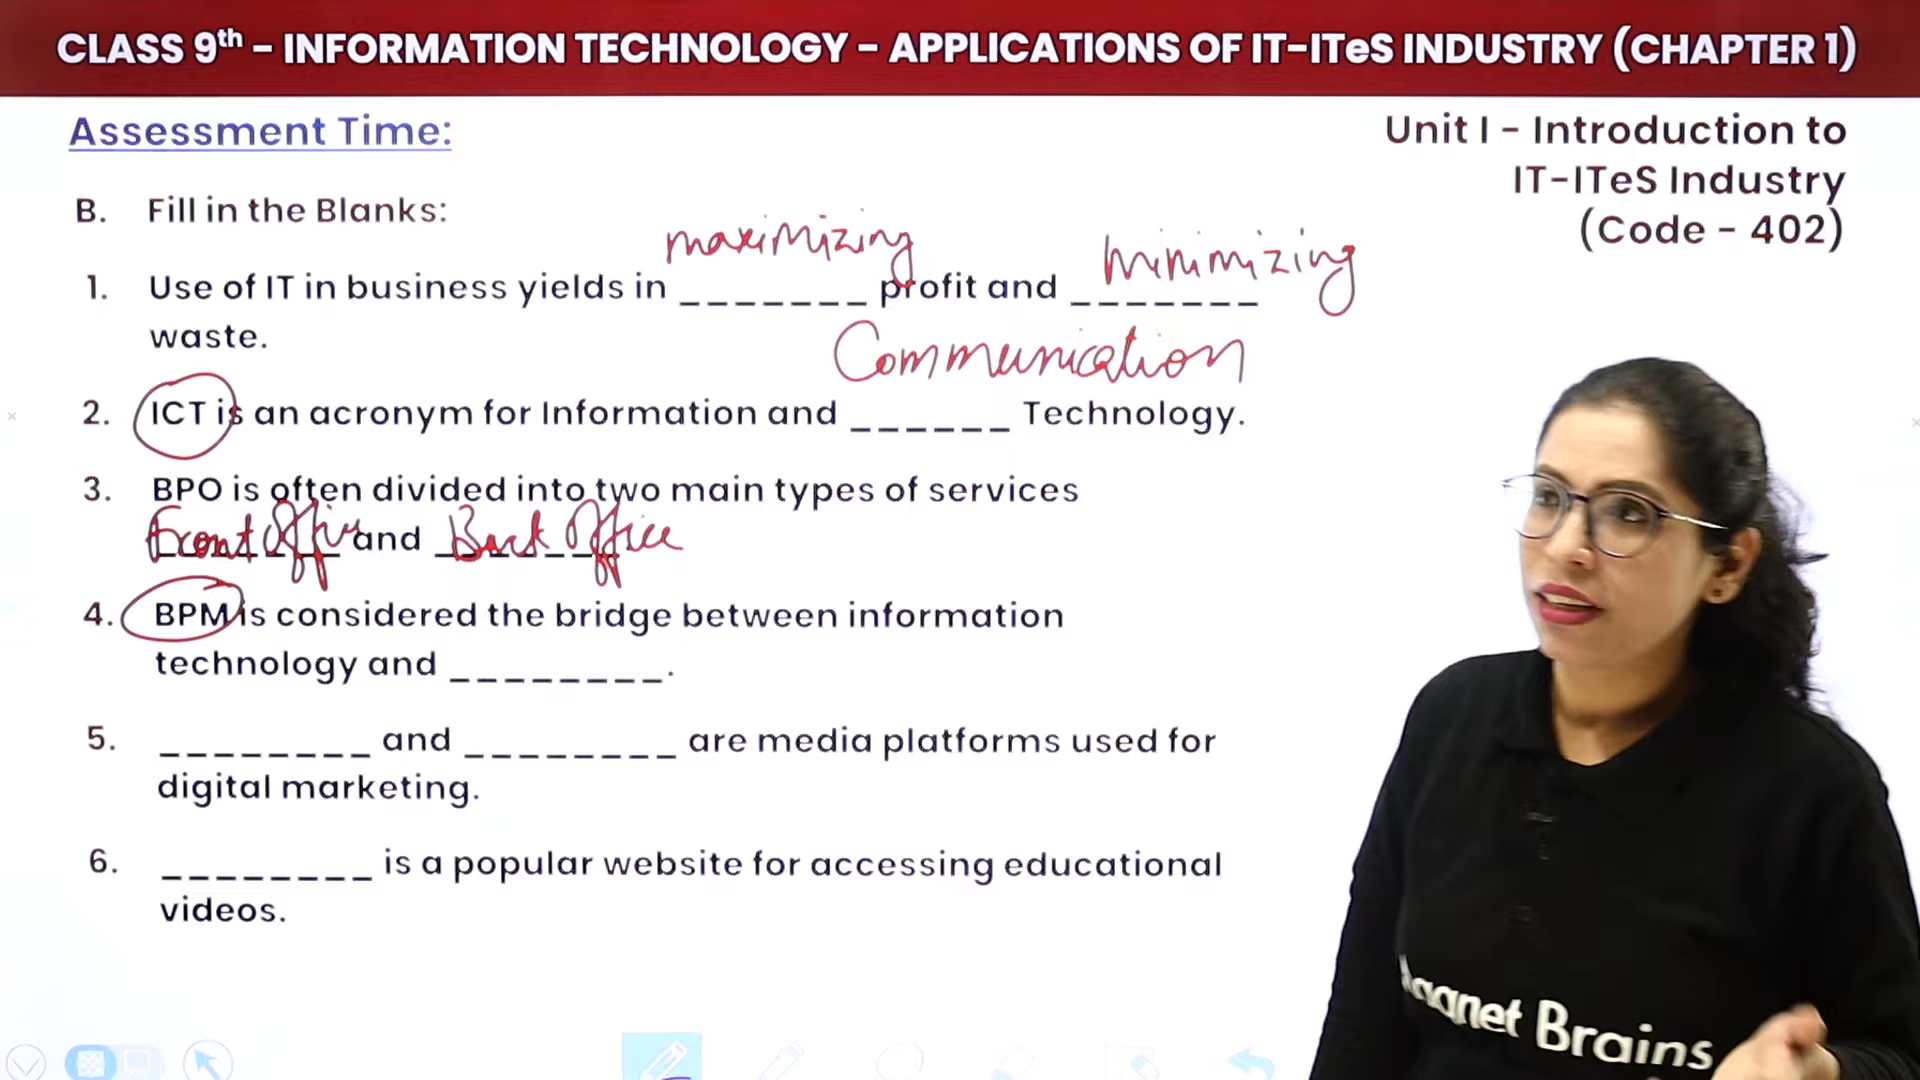 CLASS 9th – INFORMATION TECHNOLOGY – APPLICATIONS OF IT-ITeS INDUSTRY (CHAPTER 1)
Assessment Time:
Unit I – Introduction to
IT-ITeS Industry
(Code – 402)
B. Fill in the Blanks:
maximizing minimizing
1. Use of IT in business yields in _______ profit and _______
waste.
Communication
2. ICT is an acronym for Information and ______ Technology.
3. BPO is often divided into two main types of services
Front Office and Back Office
4. BPM is considered the bridge between information
technology and ________.
5. ________ and ________ are media platforms used for
digital marketing.
6. ________ is a popular website for accessing educational
videos.
agnet Brains